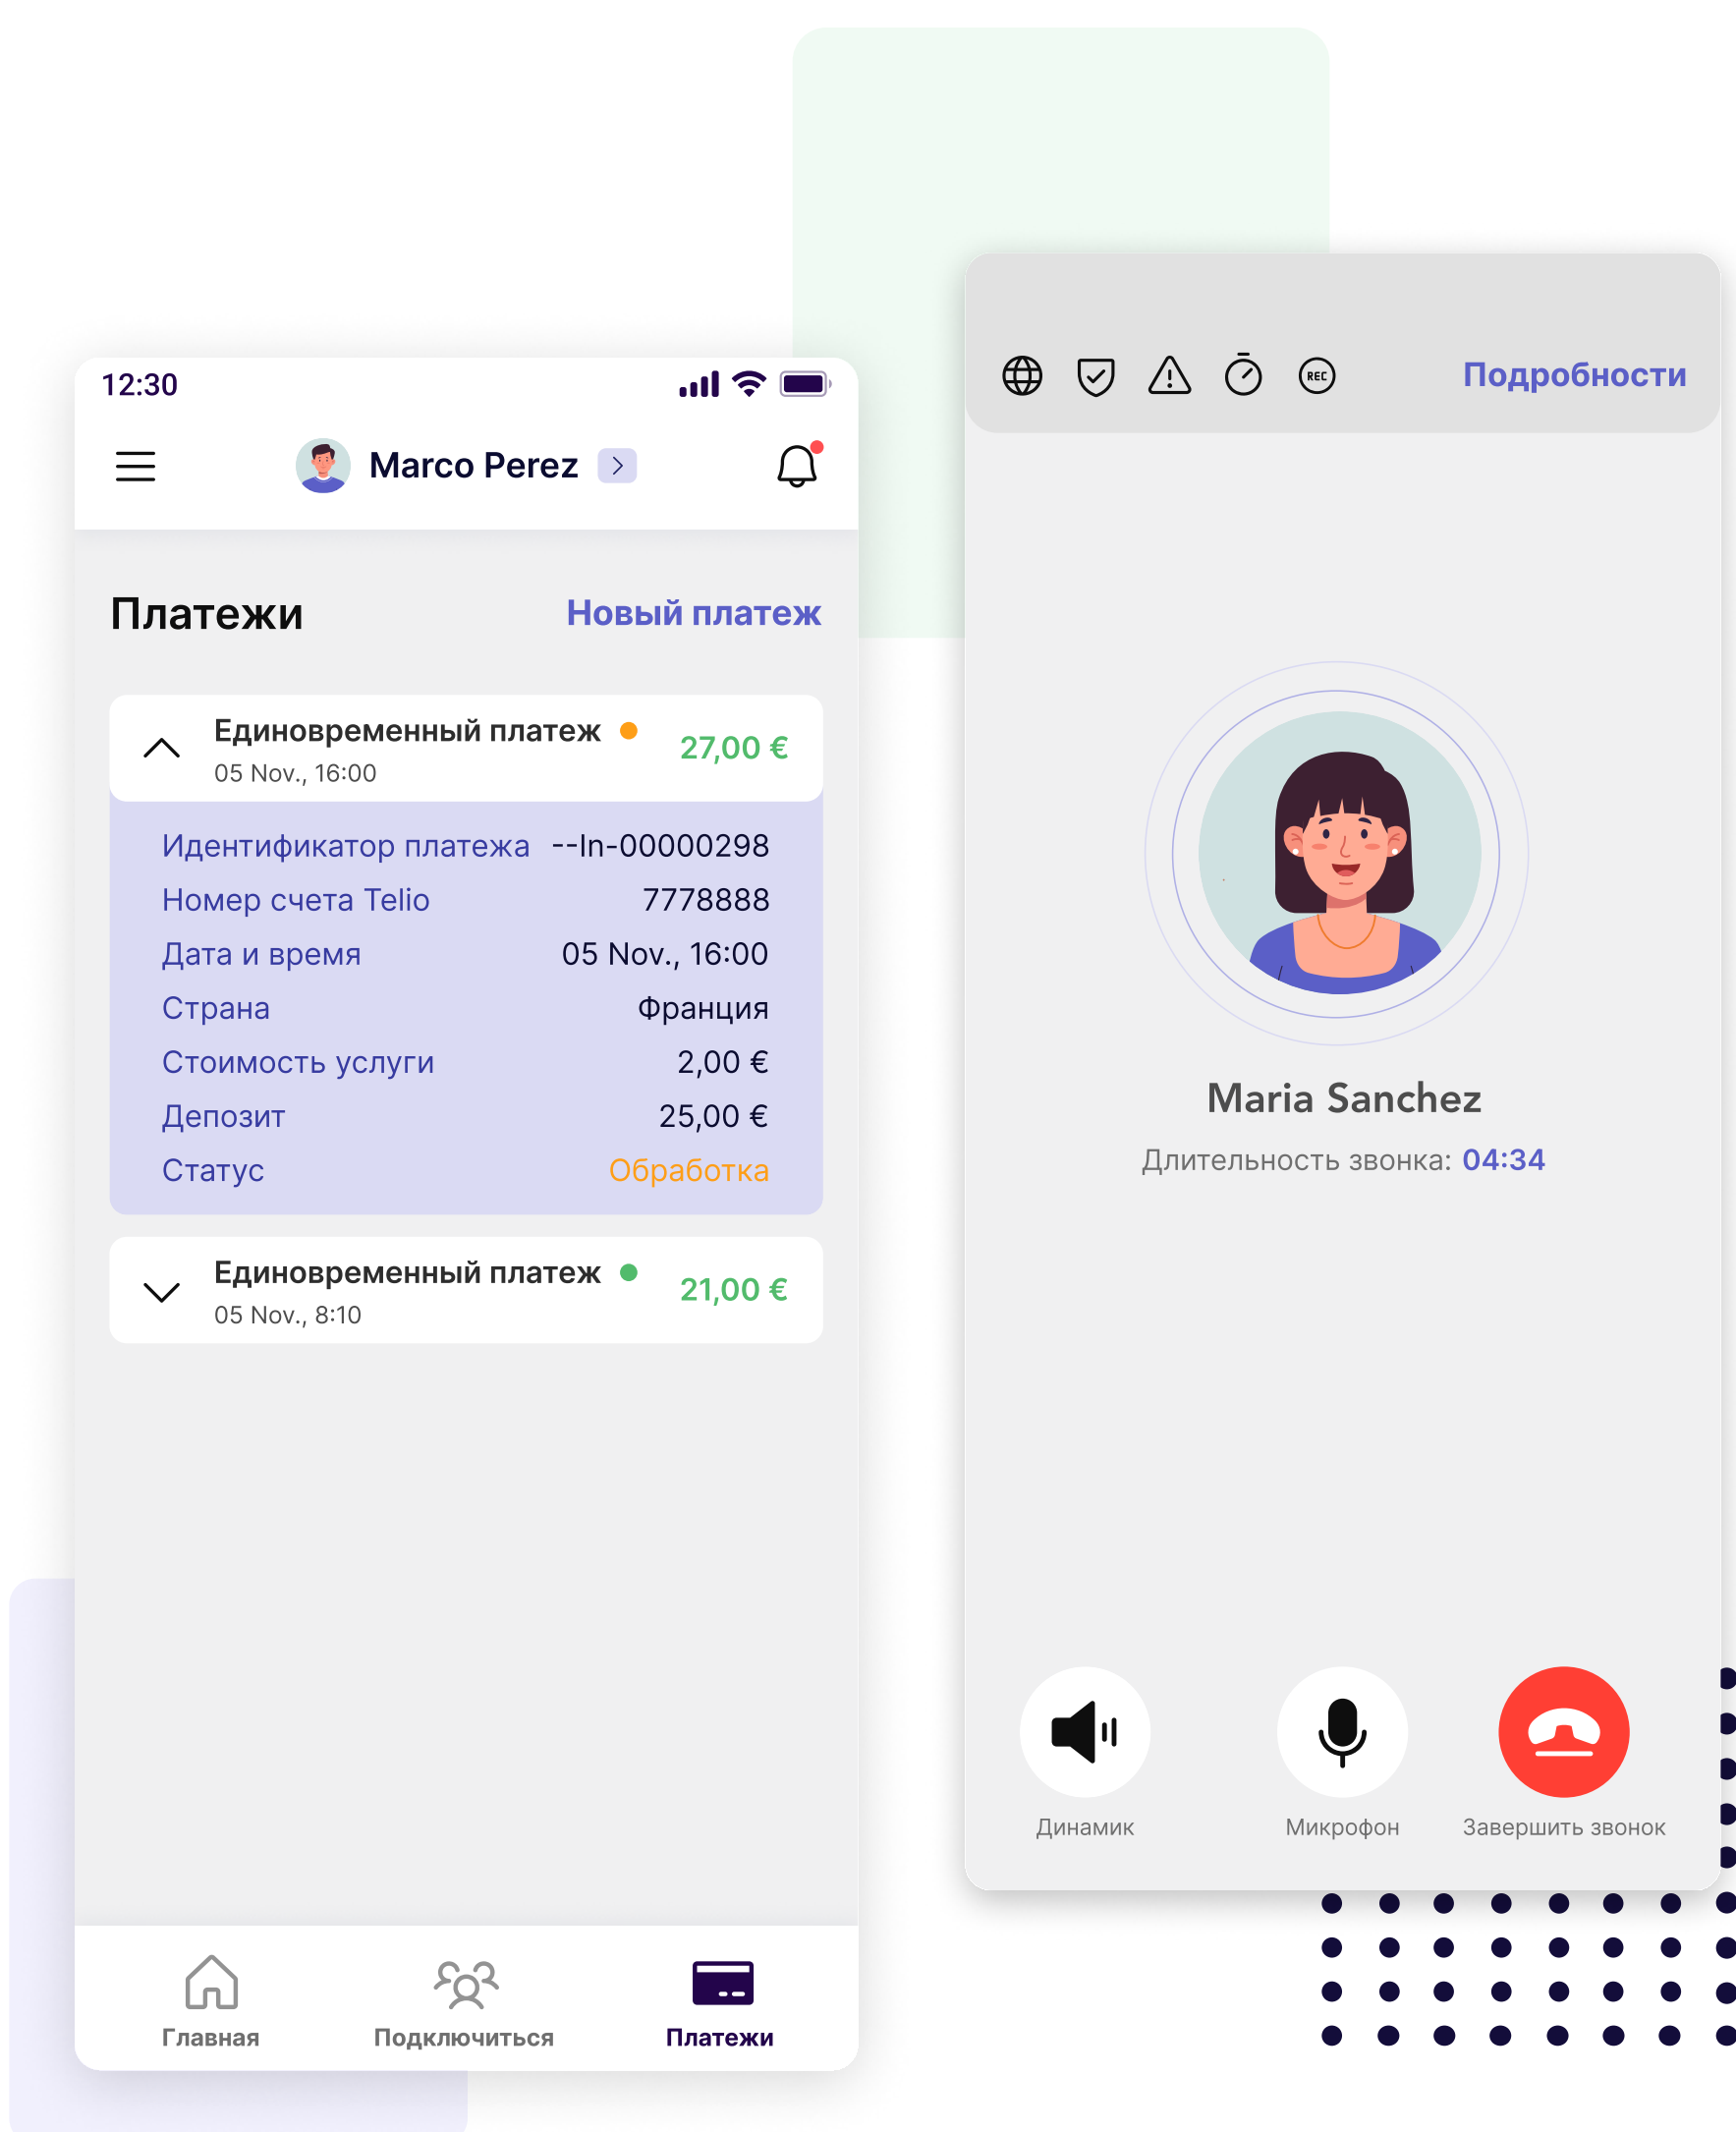 12:30
Marco Perez
Платежи
Новый платеж
Единовременный платеж
27,00 €
05 Nov., 16:00
Идентификатор платежа --In-00000298
Номер счета Telio 7778888
Дата и время 05 Nov., 16:00
Страна Франция
Стоимость услуги 2,00 €
Депозит 25,00 €
Статус Обработка
Единовременный платеж
21,00 €
05 Nov., 8:10
Главная
Подключиться
Платежи
REC
Подробности
Maria Sanchez
Длительность звонка: 04:34
Динамик
Микрофон
Завершить звонок